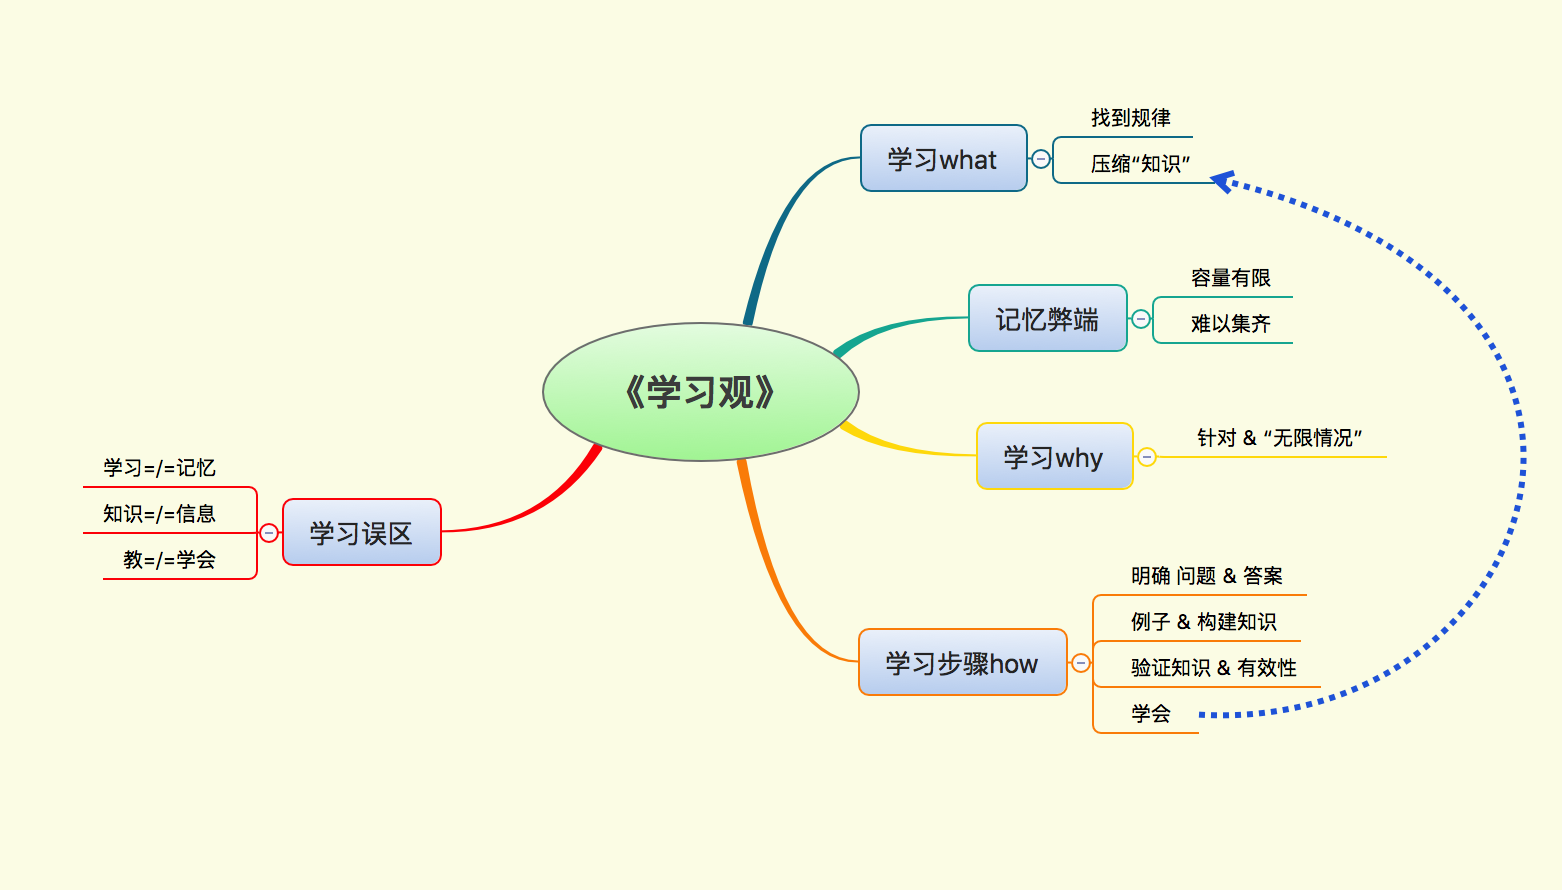 《学习观》
学习what
找到规律
压缩“知识”
记忆弊端
容量有限
难以集齐
学习why
针对 & “无限情况”
学习步骤how
明确 问题 & 答案
例子 & 构建知识
验证知识 & 有效性
学会
学习误区
学习=/=记忆
知识=/=信息
教=/=学会